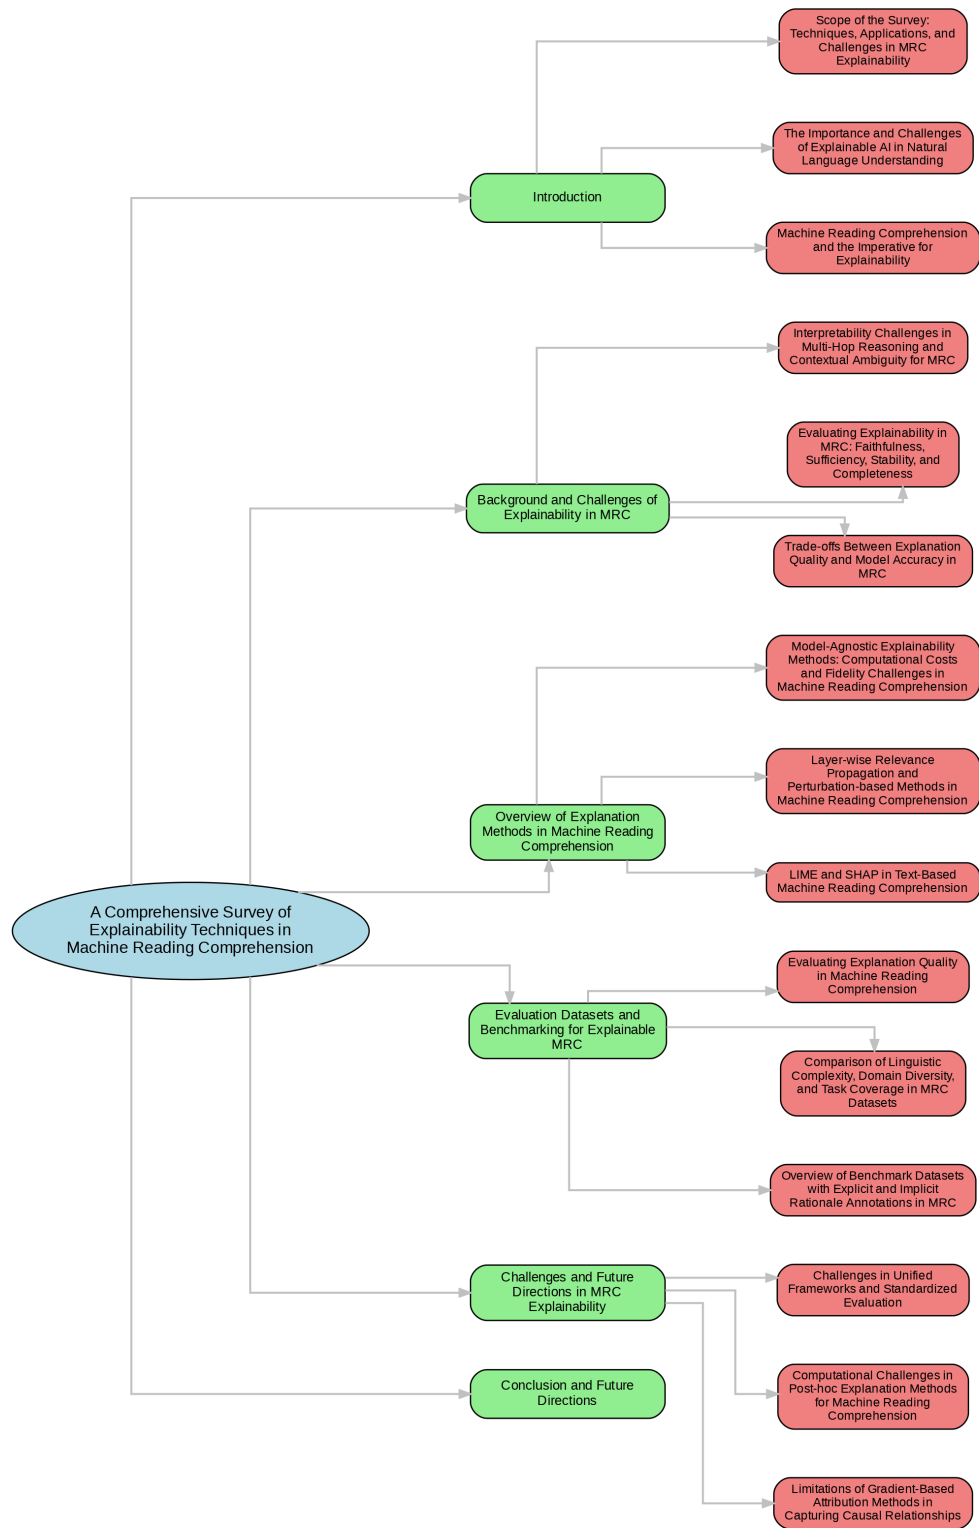 Scope of the Survey:
Techniques, Applications, and
Challenges in MRC
Explainability
The Importance and Challenges
of Explainable AI in Natural
Language Understanding
Introduction
Machine Reading Comprehension
and the Imperative for
Explainability
Interpretability Challenges in
Multi-Hop Reasoning and
Contextual Ambiguity for MRC
Evaluating Explainability in
MRC: Faithfulness,
Sufficiency, Stability, and
Completeness
Background and Challenges of
Explainability in MRC
Trade-offs Between Explanation
Quality and Model Accuracy in
MRC
Model-Agnostic Explainability
Methods: Computational Costs
and Fidelity Challenges in
Machine Reading Comprehension
Layer-wise Relevance
Propagation and
Perturbation-based Methods in
Machine Reading Comprehension
Overview of Explanation
Methods in Machine Reading
Comprehension
LIME and SHAP in Text-Based
Machine Reading Comprehension
A Comprehensive Survey of
Explainability Techniques in
Machine Reading Comprehension
Evaluating Explanation Quality
in Machine Reading
Comprehension
Evaluation Datasets and
Benchmarking for Explainable
MRC
Comparison of Linguistic
Complexity, Domain Diversity,
and Task Coverage in MRC
Datasets
Overview of Benchmark Datasets
with Explicit and Implicit
Rationale Annotations in MRC
Challenges and Future
Directions in MRC
Explainability
Challenges in Unified
Frameworks and Standardized
Evaluation
Conclusion and Future
Directions
Computational Challenges in
Post-hoc Explanation Methods
for Machine Reading
Comprehension
Limitations of Gradient-Based
Attribution Methods in
Capturing Causal Relationships